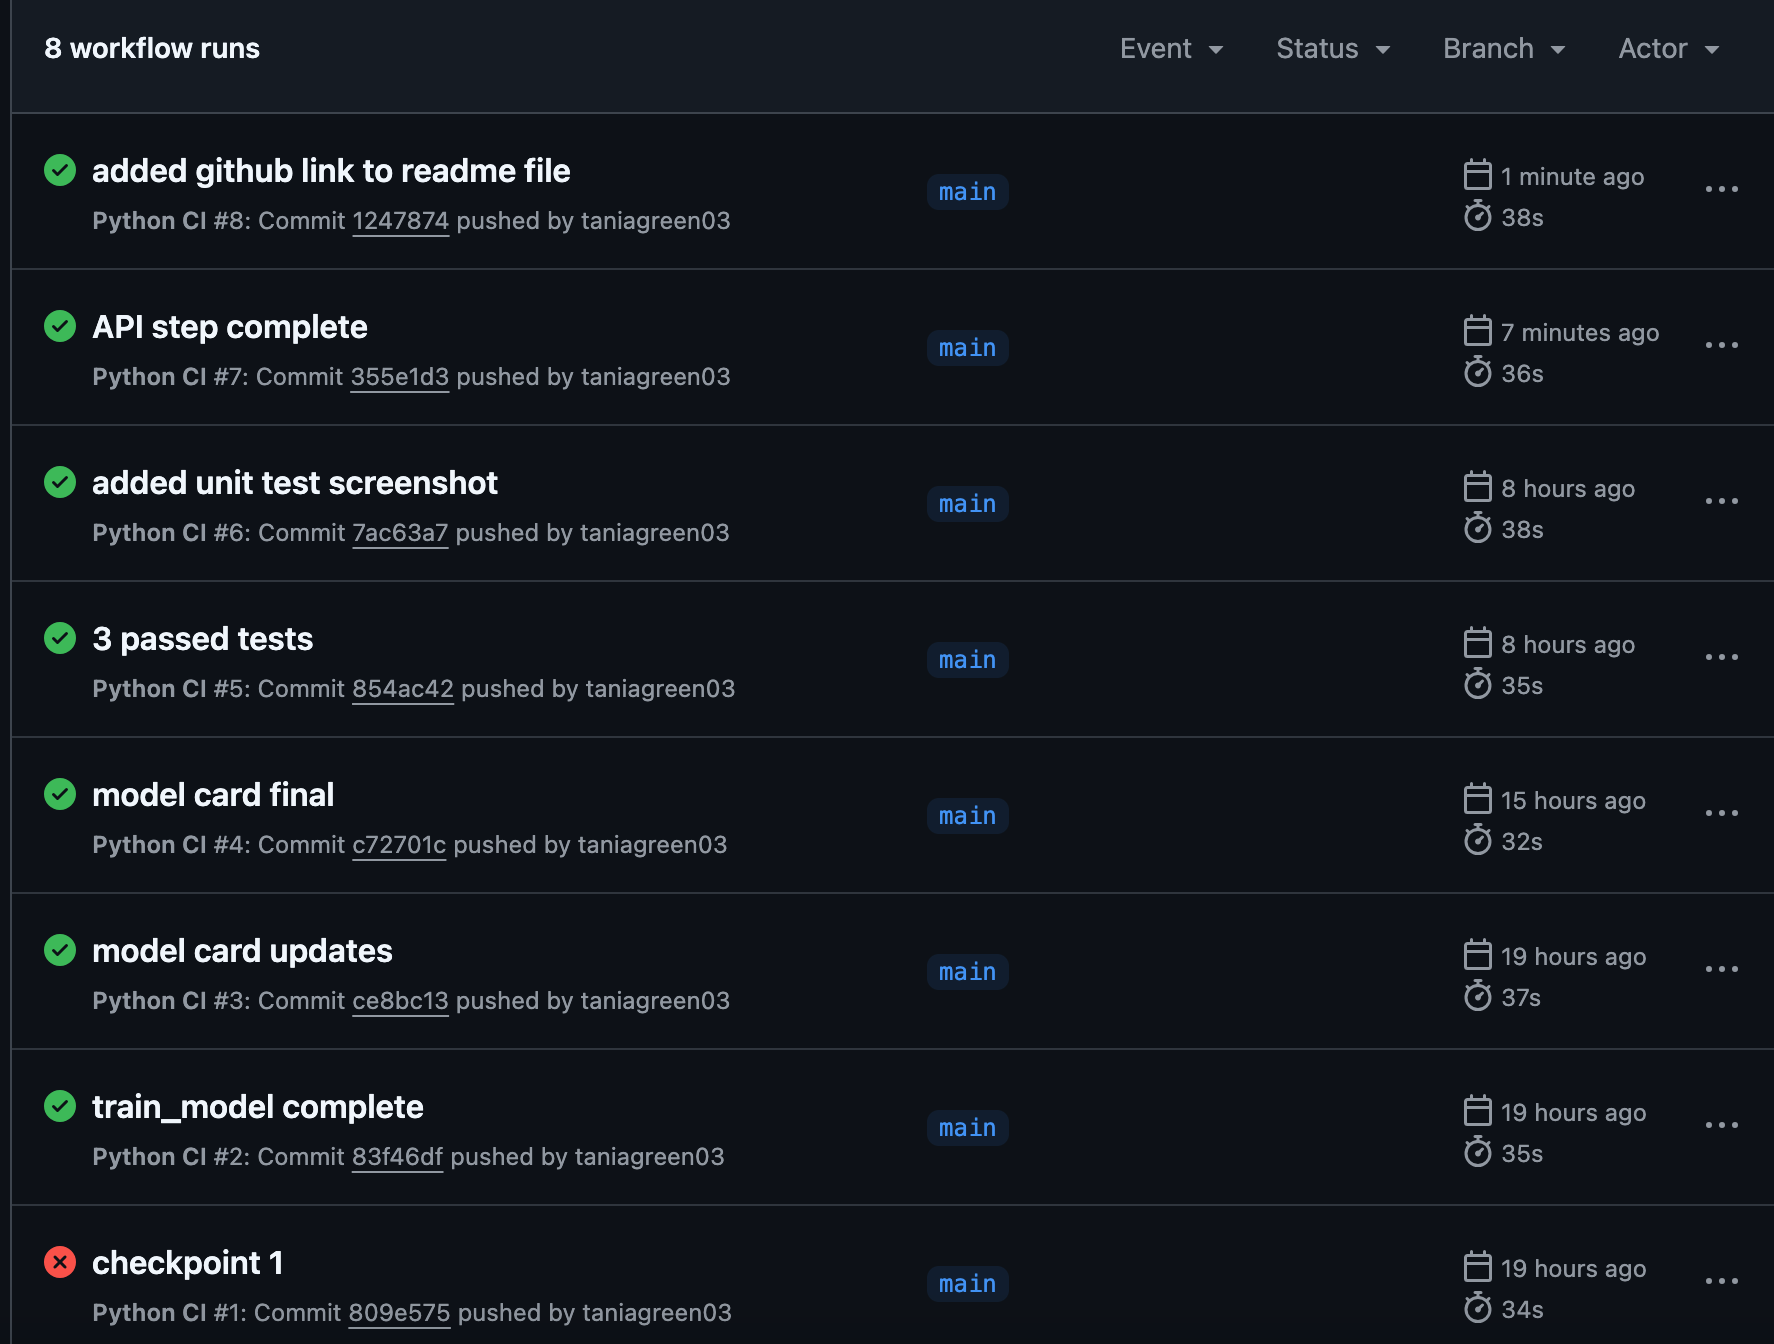 8 workflow runs
Event Status Branch Actor
added github link to readme file
Python CI #8: Commit 1247874 pushed by taniagreen03
main
1 minute ago
38s
API step complete
Python CI #7: Commit 355e1d3 pushed by taniagreen03
main
7 minutes ago
36s
added unit test screenshot
Python CI #6: Commit 7ac63a7 pushed by taniagreen03
main
8 hours ago
38s
3 passed tests
Python CI #5: Commit 854ac42 pushed by taniagreen03
main
8 hours ago
35s
model card final
Python CI #4: Commit c72701c pushed by taniagreen03
main
15 hours ago
32s
model card updates
Python CI #3: Commit ce8bc13 pushed by taniagreen03
main
19 hours ago
37s
train_model complete
Python CI #2: Commit 83f46df pushed by taniagreen03
main
19 hours ago
35s
checkpoint 1
Python CI #1: Commit 809e575 pushed by taniagreen03
main
19 hours ago
34s